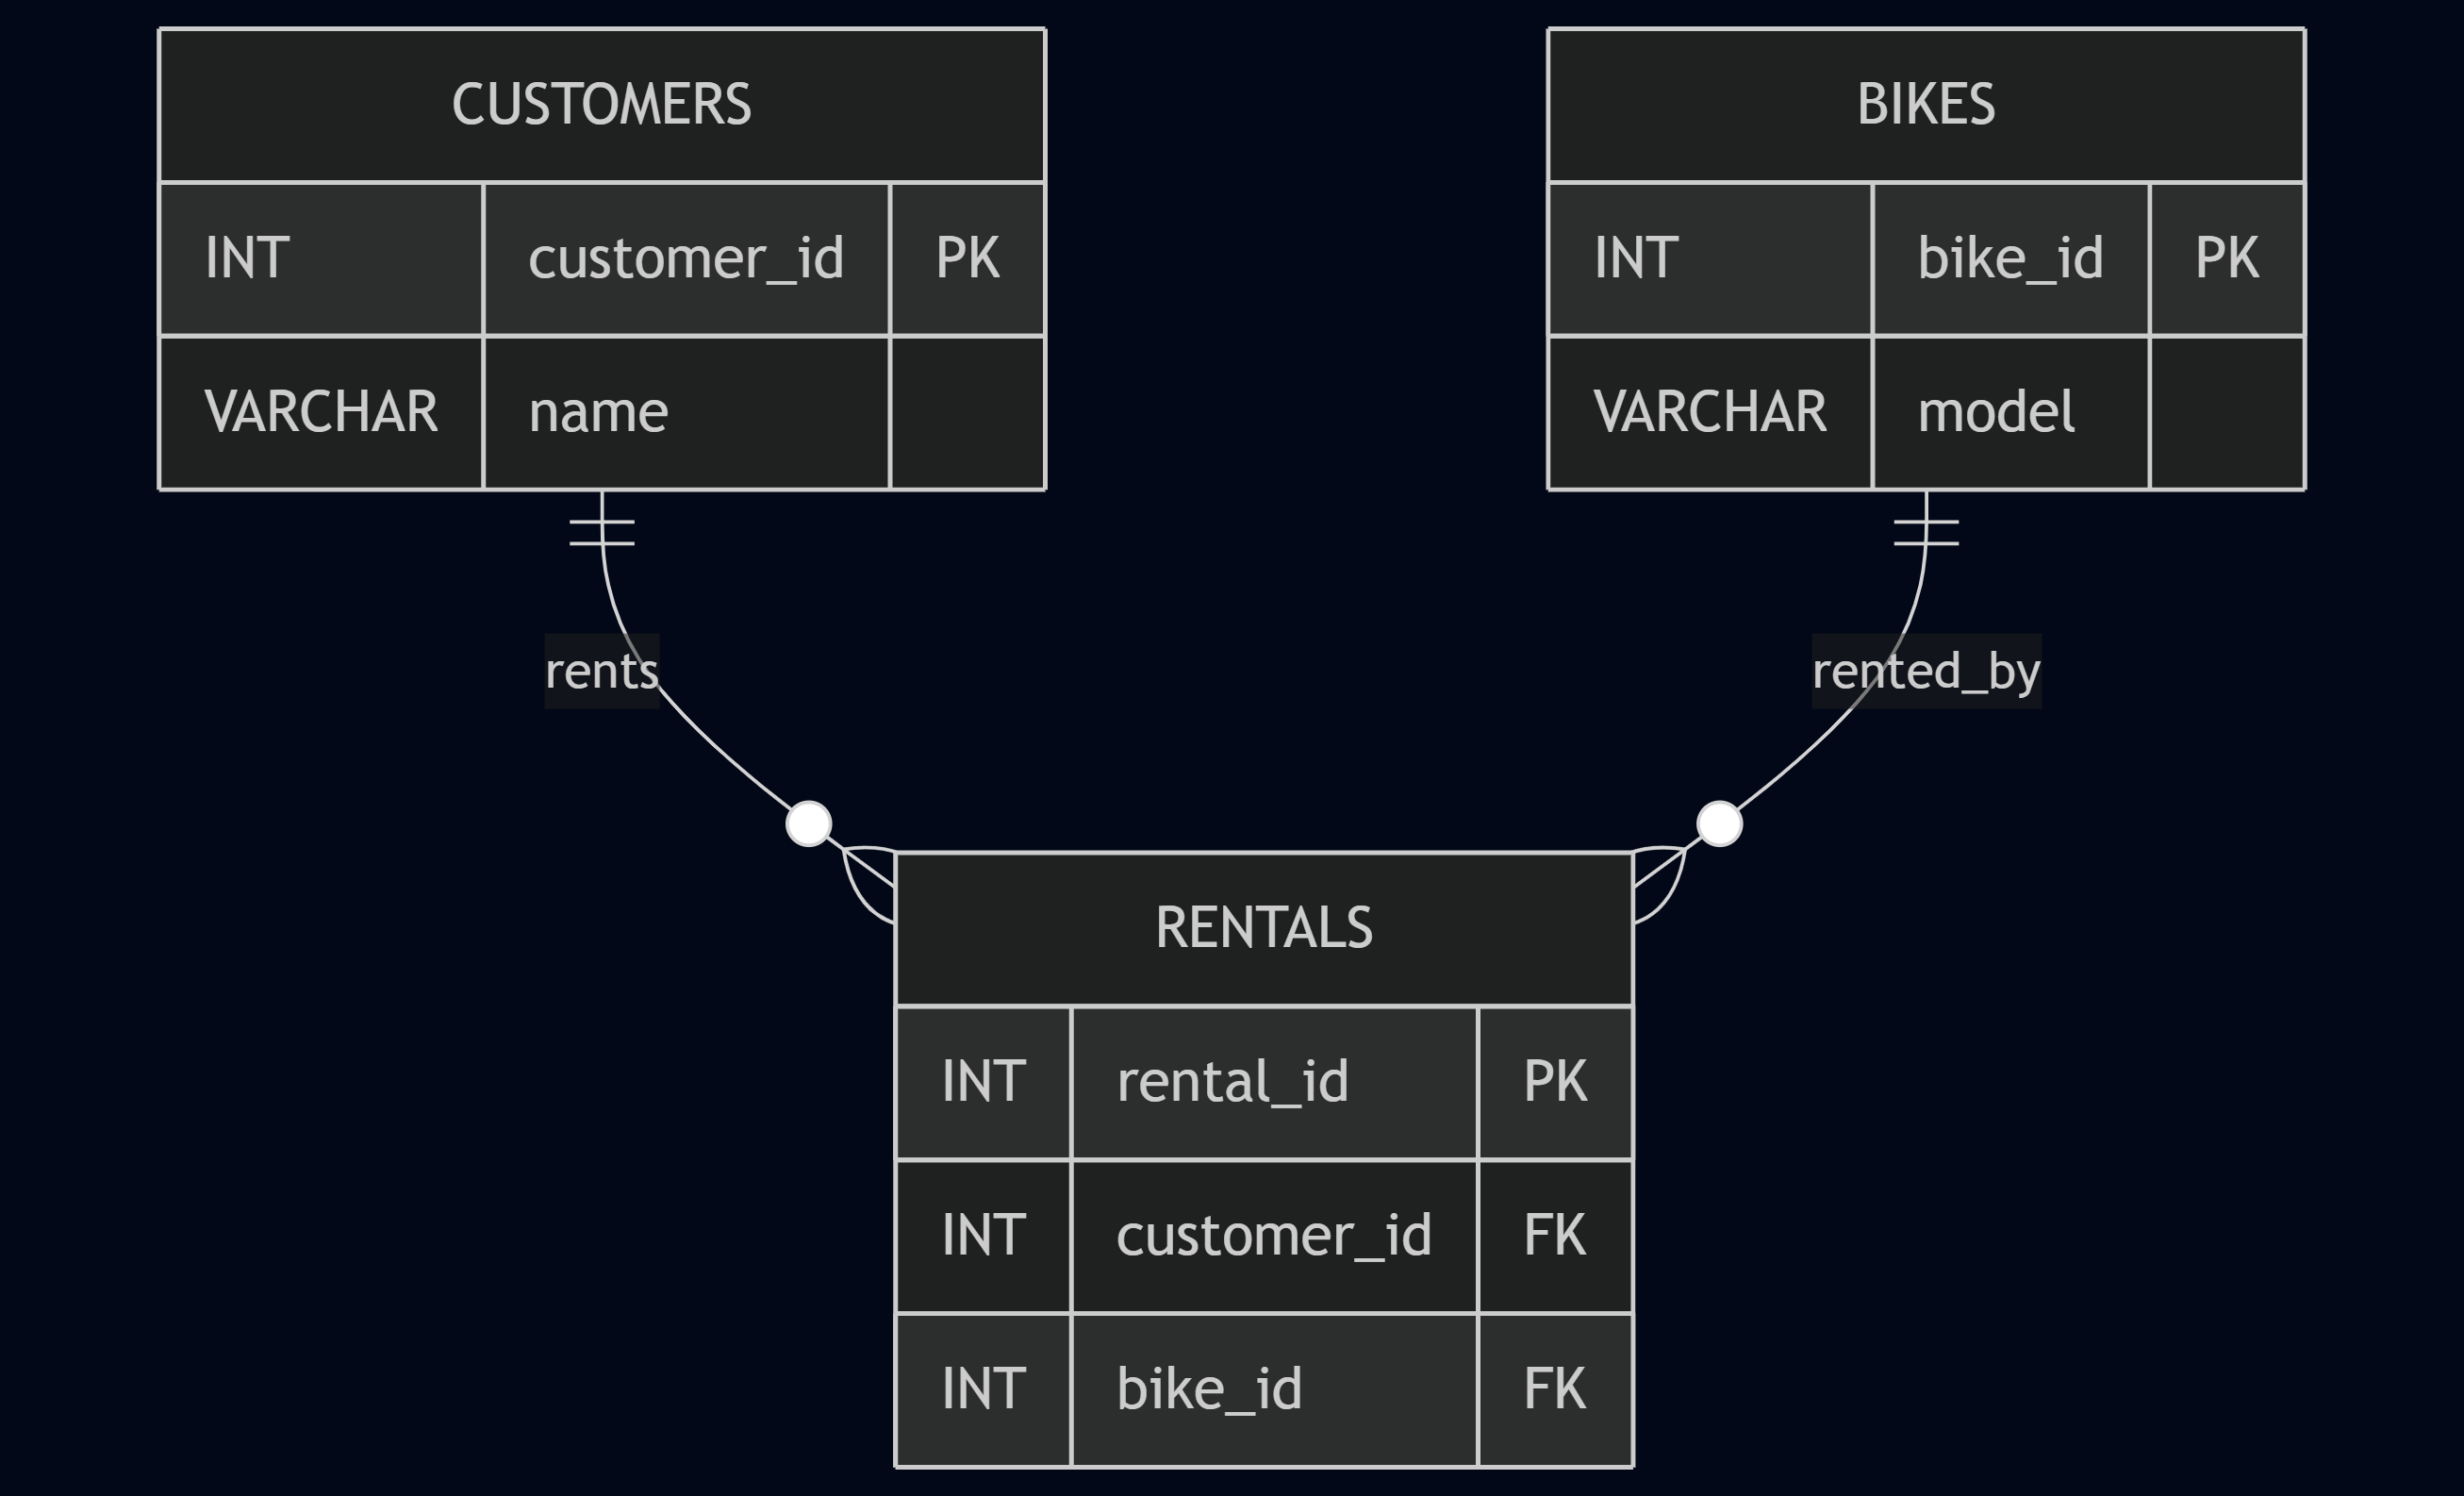 CUSTOMERS
INT customer_id PK
VARCHAR name
BIKES
INT bike_id PK
VARCHAR model
rents
rented_by
RENTALS
INT rental_id PK
INT customer_id FK
INT bike_id FK